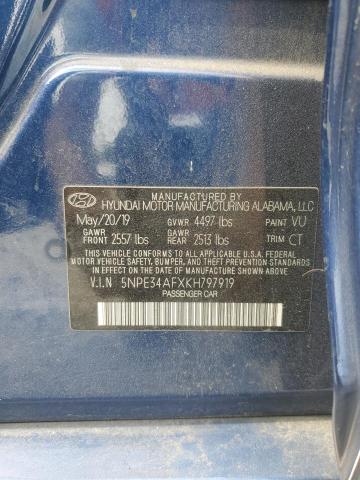 MANUFACTURED BY
HYUNDAI MOTOR MANUFACTURING ALABAMA, LLC
May/20/19 GVWR 4497 lbs PAINT VU
GAWR FRONT 2557 lbs GAWR REAR 2513 lbs TRIM CT
THIS VEHICLE CONFORMS TO ALL APPLICABLE U.S. FEDERAL
MOTOR VEHICLE SAFETY, BUMPER, AND THEFT PREVENTION
STANDARDS IN EFFECT ON THE DATE OF MANUFACTURE SHOWN ABOVE.
V.I.N 5NPE34AFXKH797919
PASSENGER CAR